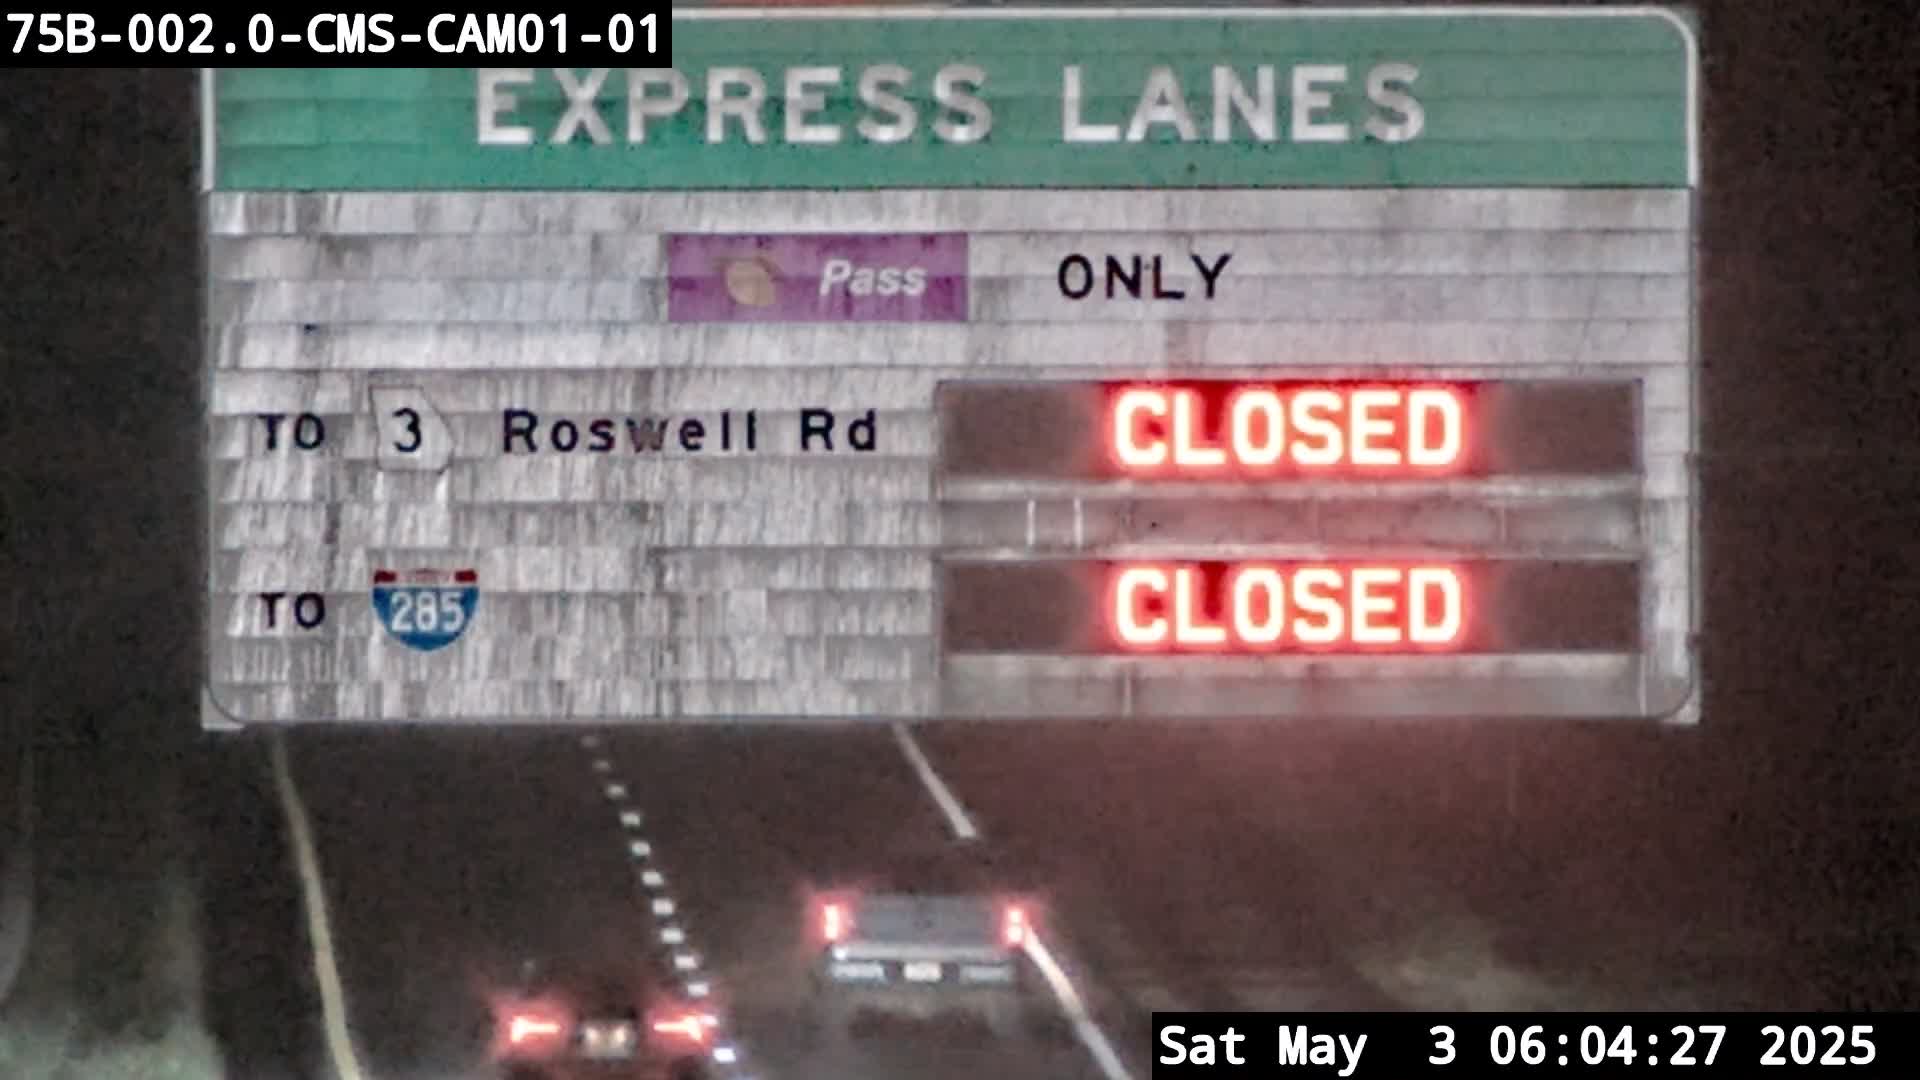 75B-002.0-CMS-CAM01-01
EXPRESS LANES
Pass ONLY
TO 3 Roswell Rd CLOSED
TO 285 CLOSED
Sat May 3 06:04:27 2025